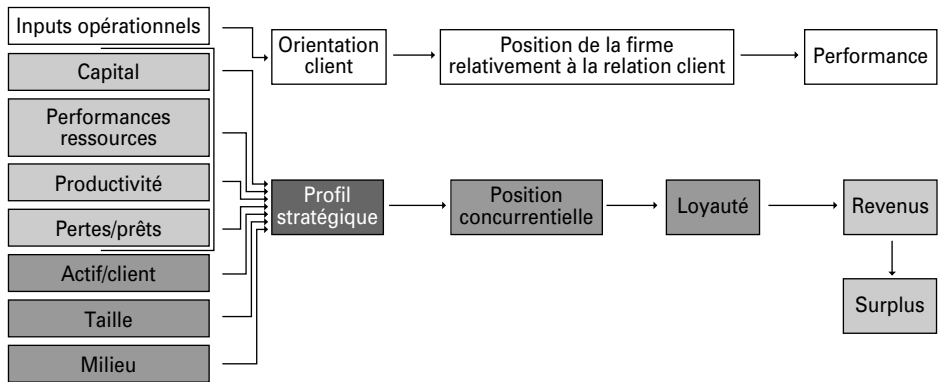 Inputs opérationnels
Capital
Performances
ressources
Productivité
Pertes/prêts
Actif/client
Taille
Milieu
Orientation
client
Position de la firme
relativement à la relation client
Performance
Profil
stratégique
Position
concurrentielle
Loyauté
Revenus
Surplus